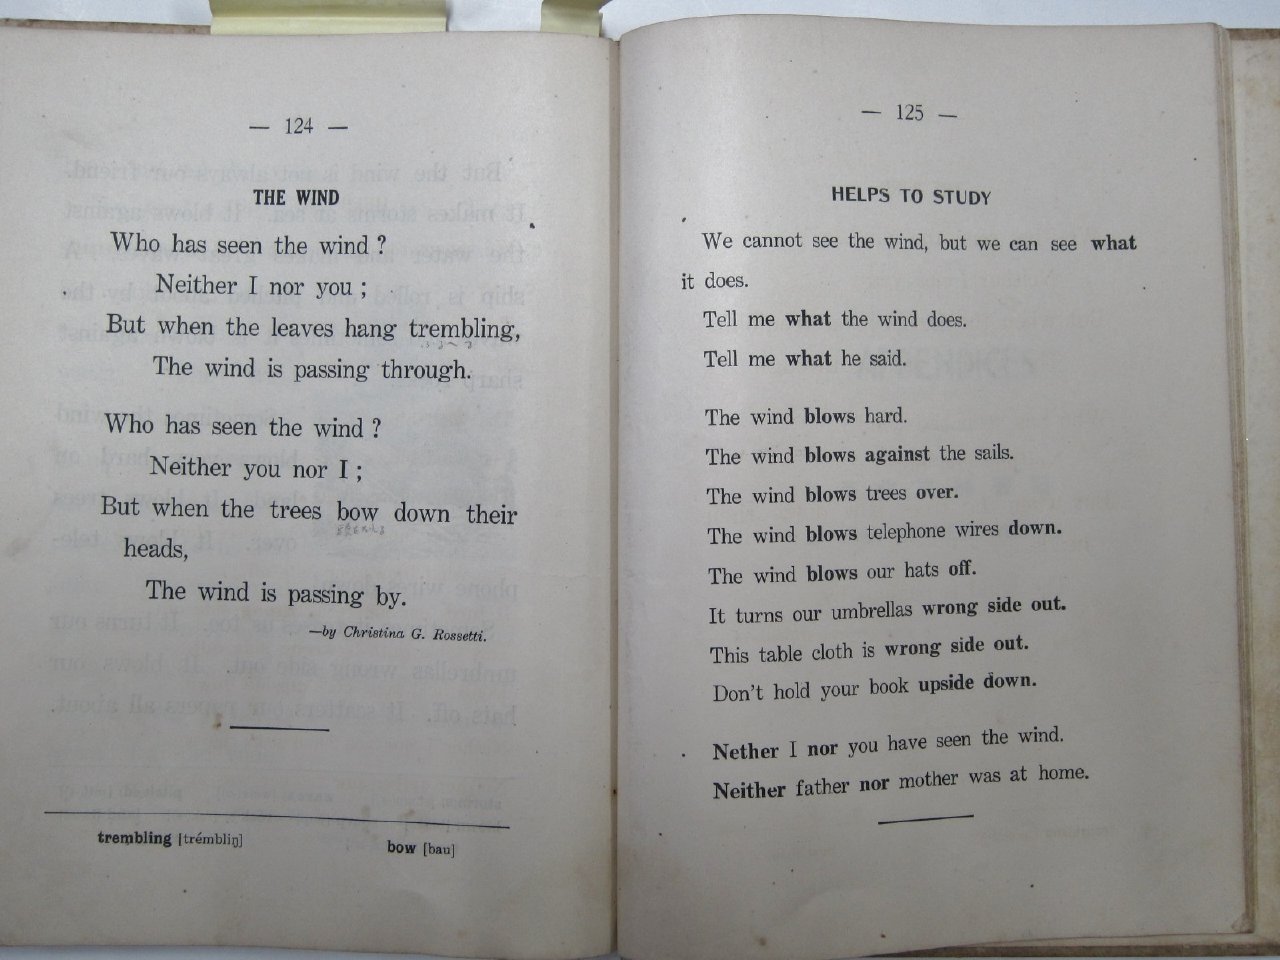 — 124 —
THE WIND
Who has seen the wind ?
Neither I nor you ;
But when the leaves hang trembling,
The wind is passing through.
Who has seen the wind ?
Neither you nor I ;
But when the trees bow down their
heads,
The wind is passing by.
—by Christina G. Rossetti.
trembling [trémbliŋ]
bow [bau]
— 125 —
HELPS TO STUDY
We cannot see the wind, but we can see what
it does.
Tell me what the wind does.
Tell me what he said.
The wind blows hard.
The wind blows against the sails.
The wind blows trees over.
The wind blows telephone wires down.
The wind blows our hats off.
It turns our umbrellas wrong side out.
This table cloth is wrong side out.
Don't hold your book upside down.
Nether I nor you have seen the wind.
Neither father nor mother was at home.